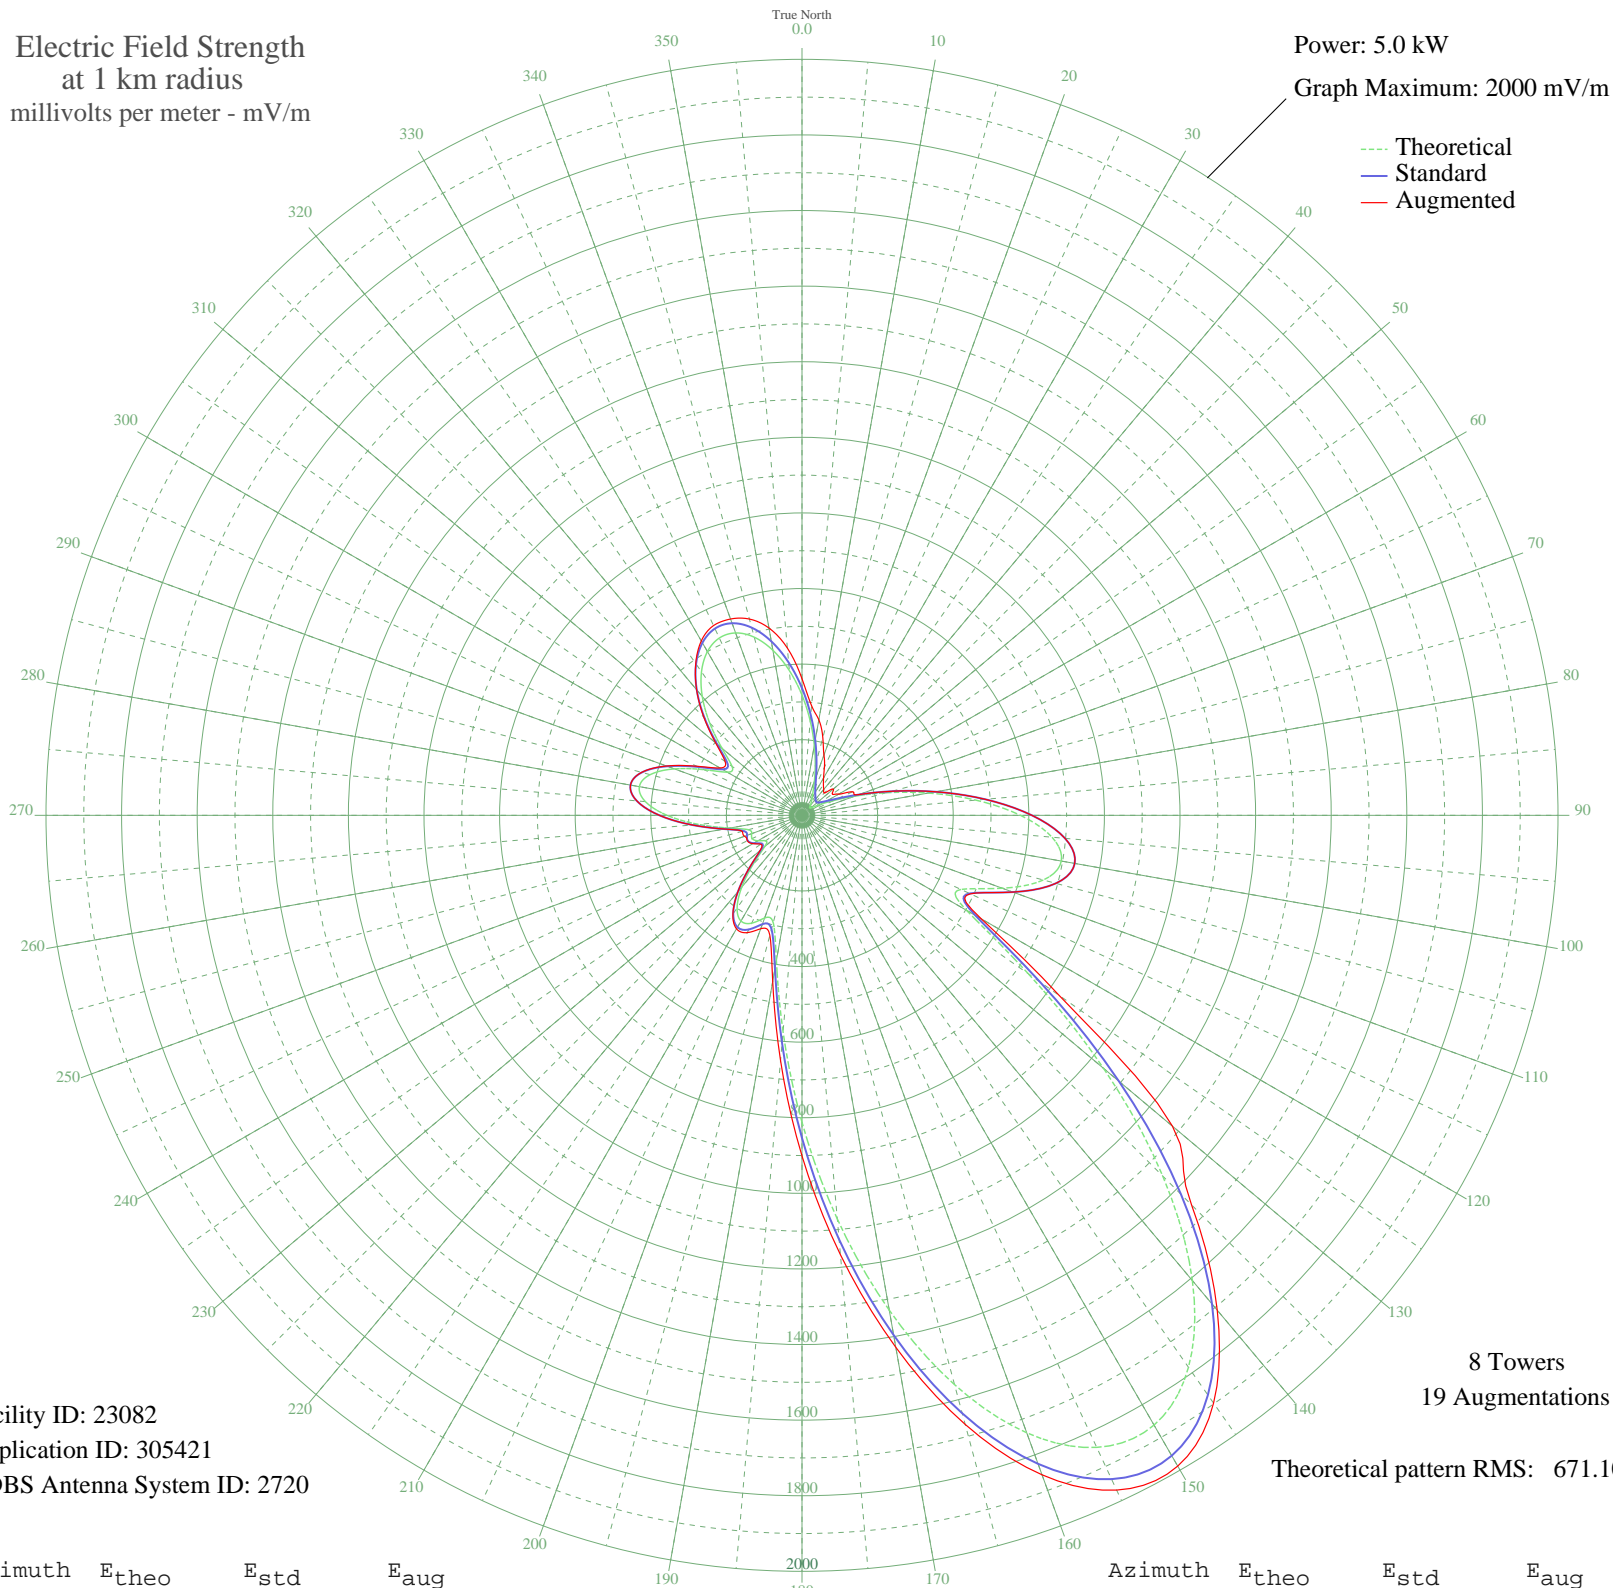 True North
Electric Field Strength
at 1 km radius
millivolts per meter - mV/m
Power: 5.0 kW
Graph Maximum: 2000 mV/m
Theoretical
Standard
Augmented
0.0
10
20
30
40
50
60
70
80
90
100
110
120
130
140
150
160
170
190
200
210
220
230
240
250
260
270
280
290
300
310
320
330
340
350
400
600
800
1000
1200
1400
1600
1800
2000
8 Towers
19 Augmentations
Theoretical pattern RMS: 671.1
cility ID: 23082
plication ID: 305421
DBS Antenna System ID: 2720
imuth Etheo Estd Eaug
Azimuth Etheo Estd Eaug